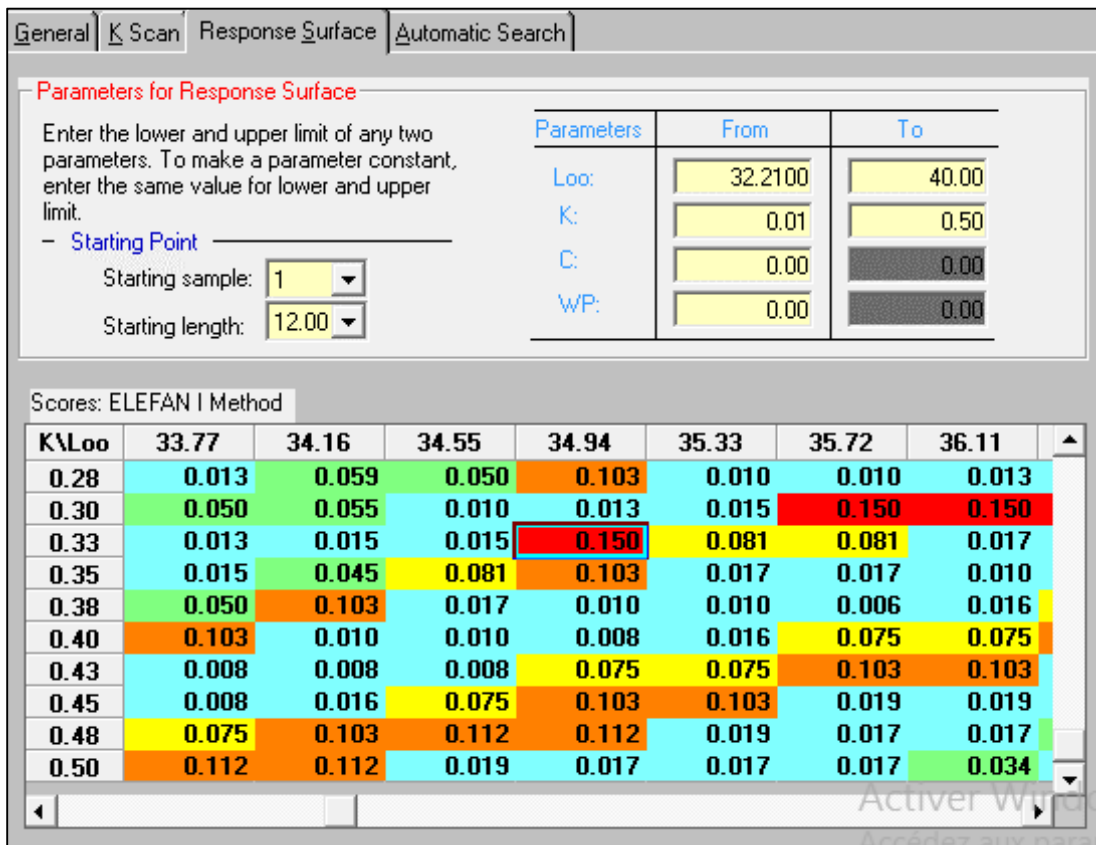 General K Scan Response Surface Automatic Search
Parameters for Response Surface
Enter the lower and upper limit of any two
parameters. To make a parameter constant,
enter the same value for lower and upper
limit.
Starting Point
Starting sample: 1
Starting length: 12.00
Parameters From To
Loo: 32.2100 40.00
K: 0.01 0.50
C: 0.00 0.00
WP: 0.00 0.00
Scores: ELEFAN I Method
K\Loo 33.77 34.16 34.55 34.94 35.33 35.72 36.11
0.28 0.013 0.059 0.050 0.103 0.010 0.010 0.013
0.30 0.050 0.055 0.010 0.013 0.015 0.150 0.150
0.33 0.013 0.015 0.015 0.150 0.081 0.081 0.017
0.35 0.015 0.045 0.081 0.103 0.017 0.017 0.010
0.38 0.050 0.103 0.017 0.010 0.010 0.006 0.016
0.40 0.103 0.010 0.010 0.008 0.016 0.075 0.075
0.43 0.008 0.008 0.008 0.075 0.075 0.103 0.103
0.45 0.008 0.016 0.075 0.103 0.103 0.019 0.019
0.48 0.075 0.103 0.112 0.112 0.019 0.017 0.017
0.50 0.112 0.112 0.019 0.017 0.017 0.017 0.034
Activer
Accédez aux